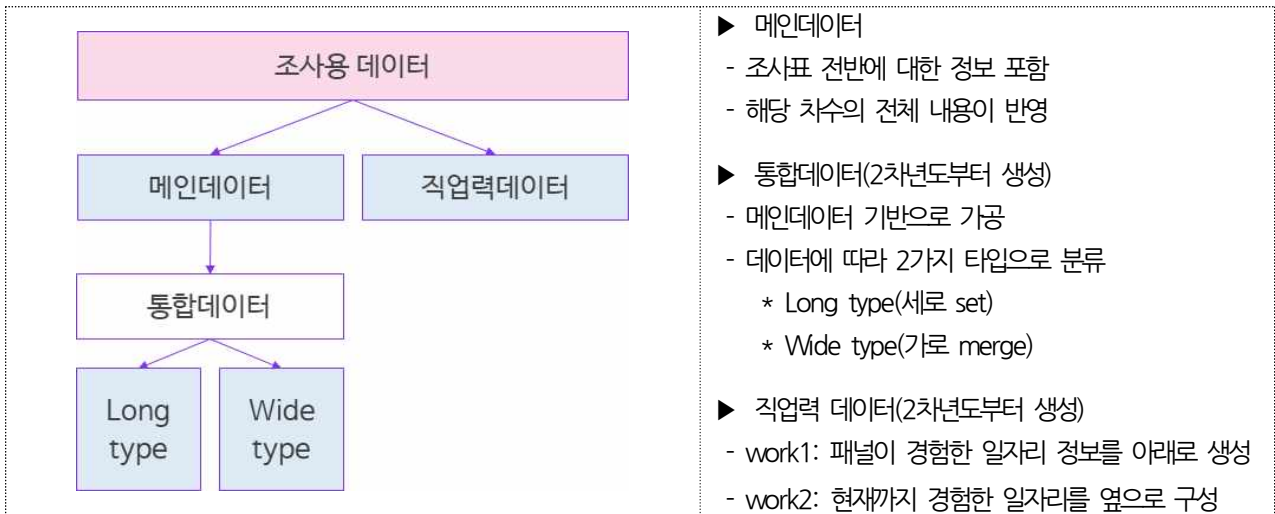 조사용 데이터
메인데이터
직업력데이터
통합데이터
Long
type
Wide
type
▶ 메인데이터
- 조사표 전반에 대한 정보 포함
- 해당 차수의 전체 내용이 반영
▶ 통합데이터(2차년도부터 생성)
- 메인데이터 기반으로 가공
- 데이터에 따라 2가지 타입으로 분류
* Long type(세로 set)
* Wide type(가로 merge)
▶ 직업력 데이터(2차년도부터 생성)
- work1: 패널이 경험한 일자리 정보를 아래로 생성
- work2: 현재까지 경험한 일자리를 옆으로 구성